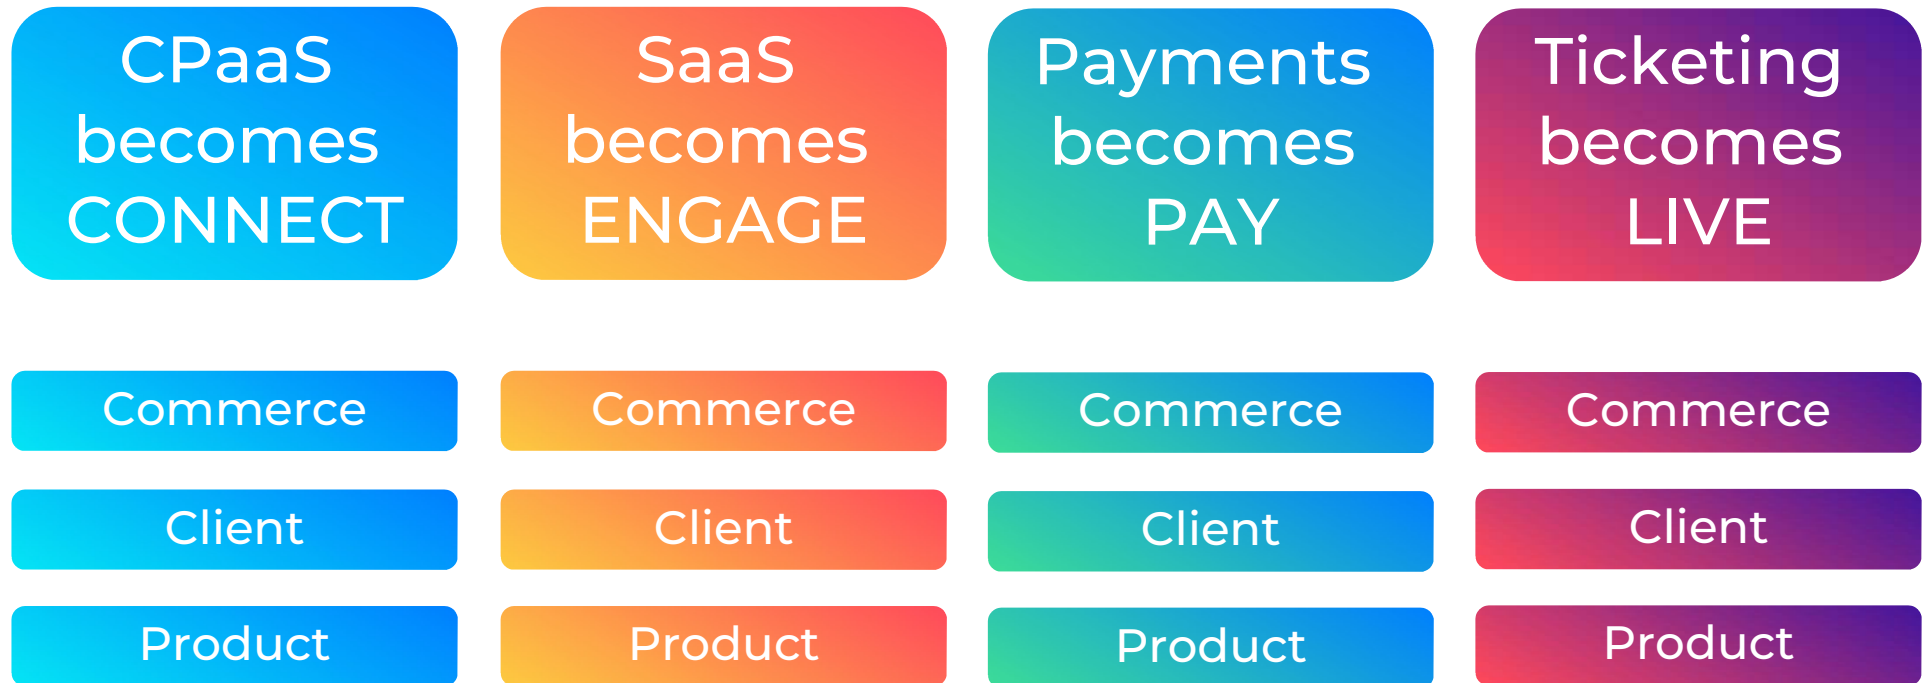 CPaaS
becomes
CONNECT
SaaS
becomes
ENGAGE
Payments
becomes
PAY
Ticketing
becomes
LIVE
Commerce
Commerce
Commerce
Commerce
Client
Client
Client
Client
Product
Product
Product
Product